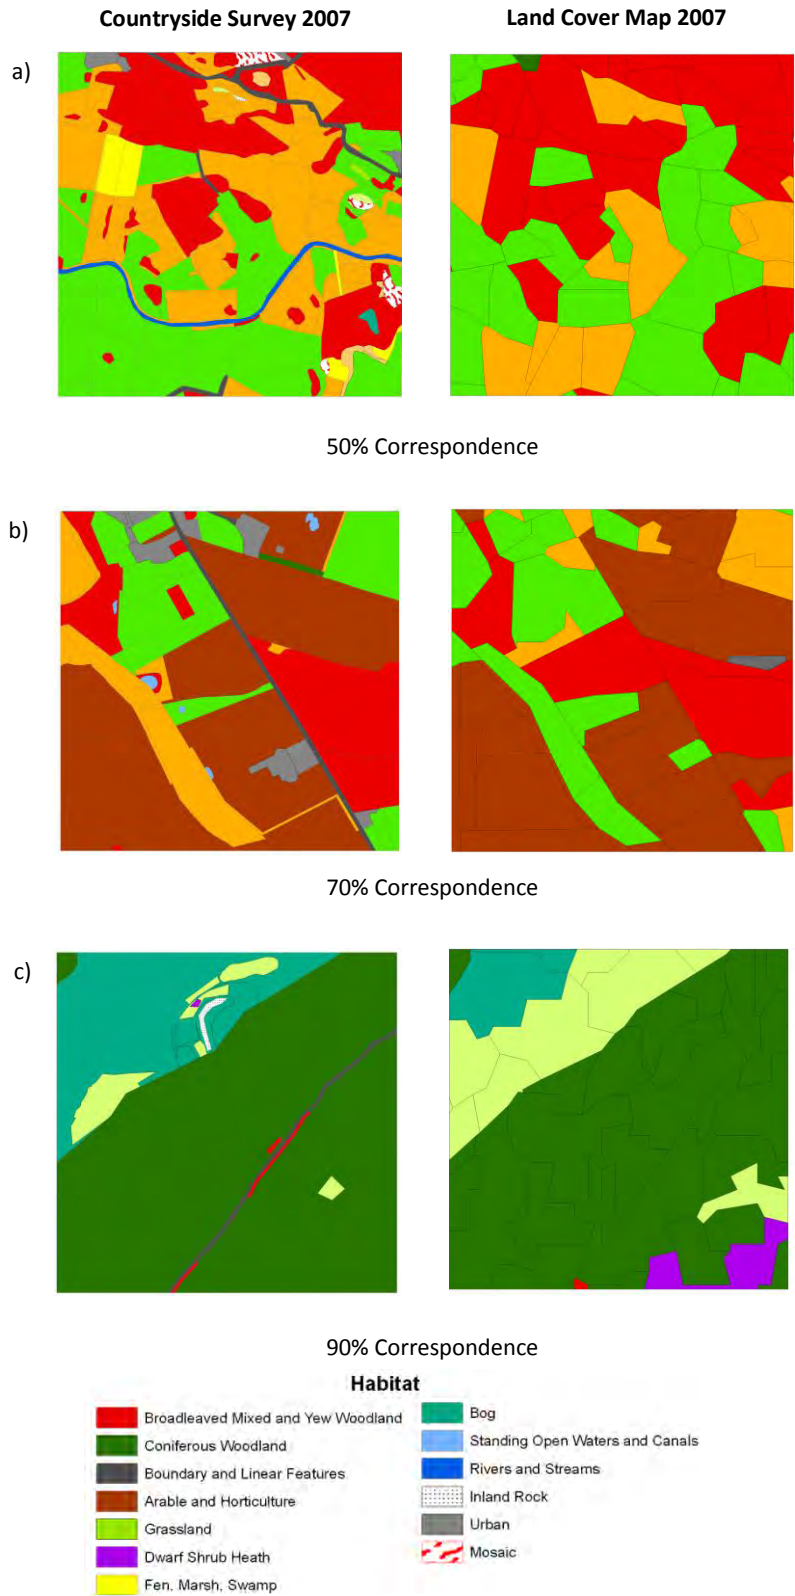 Countryside Survey 2007
Land Cover Map 2007
a)
50% Correspondence
b)
70% Correspondence
c)
90% Correspondence
Habitat
Broadleaved Mixed and Yew Woodland
Coniferous Woodland
Boundary and Linear Features
Arable and Horticulture
Grassland
Dwarf Shrub Heath
Fen, Marsh, Swamp
Bog
Standing Open Waters and Canals
Rivers and Streams
Inland Rock
Urban
Mosaic